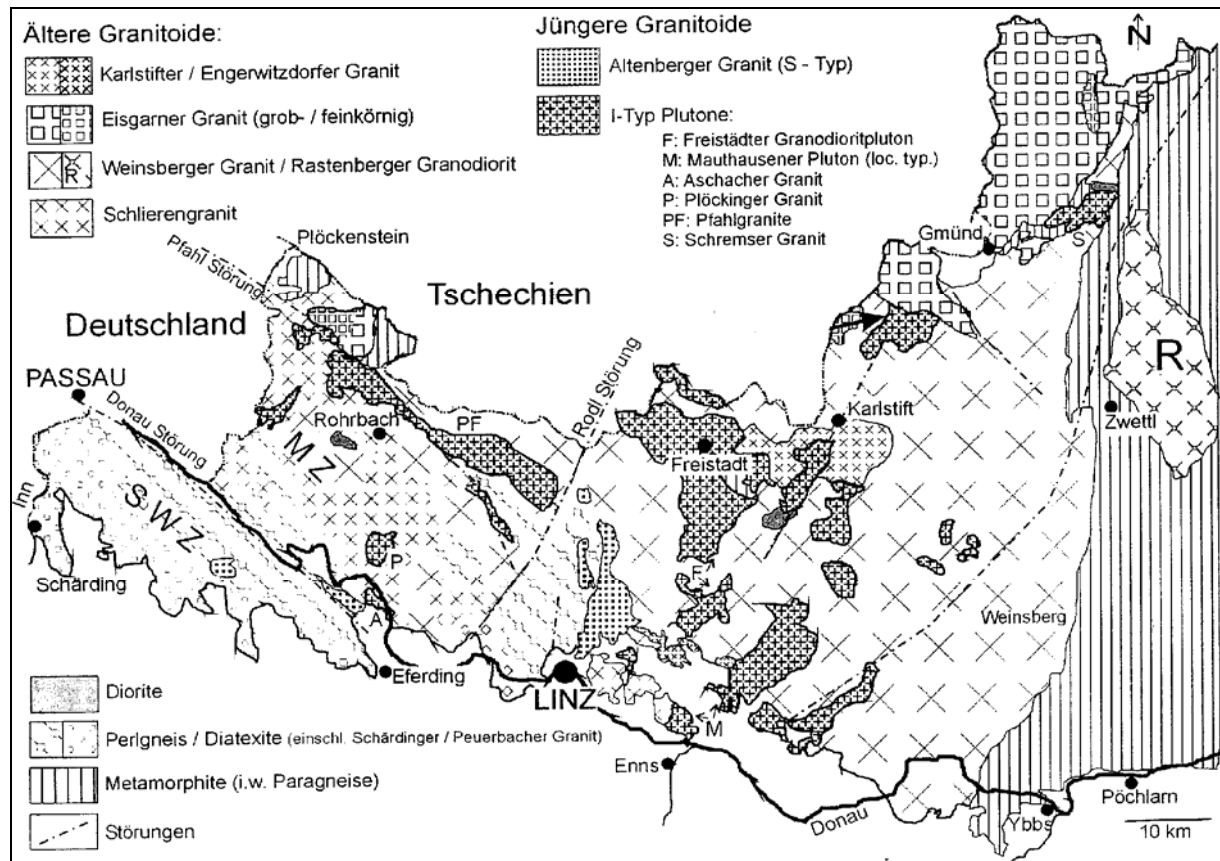 Ältere Granitoide:
Karlstifter / Engerwitzdorfer Granit
Eisgarner Granit (grob- / feinkörnig)
R
Weinsberger Granit / Rastenberger Granodiorit
Schlierengranit
Jüngere Granitoide
Altenberger Granit (S - Typ)
I-Typ Plutone:
F: Freistädter Granodioritpluton
M: Mauthausener Pluton (loc. typ.)
A: Aschacher Granit
P: Plöckinger Granit
PF: Pfahlgranite
S: Schremser Granit
N
Plöckenstein
Pfahl Störung
Tschechien
Deutschland
Gmünd
S
PASSAU
Donau Störung
Rohrbach
PF
Rodl Störung
Karlstift
Freistadt
R
Zwettl
M Z
S W Z
Inn
Schärding
P
A
F
Weinsberg
Eferding
LINZ
M
Enns
Donau
Ybbs
Pöchlarn
10 km
Diorite
Perlgneis / Diatexite (einschl. Schärdinger / Peuerbacher Granit)
Metamorphite (i.w. Paragneise)
Störungen